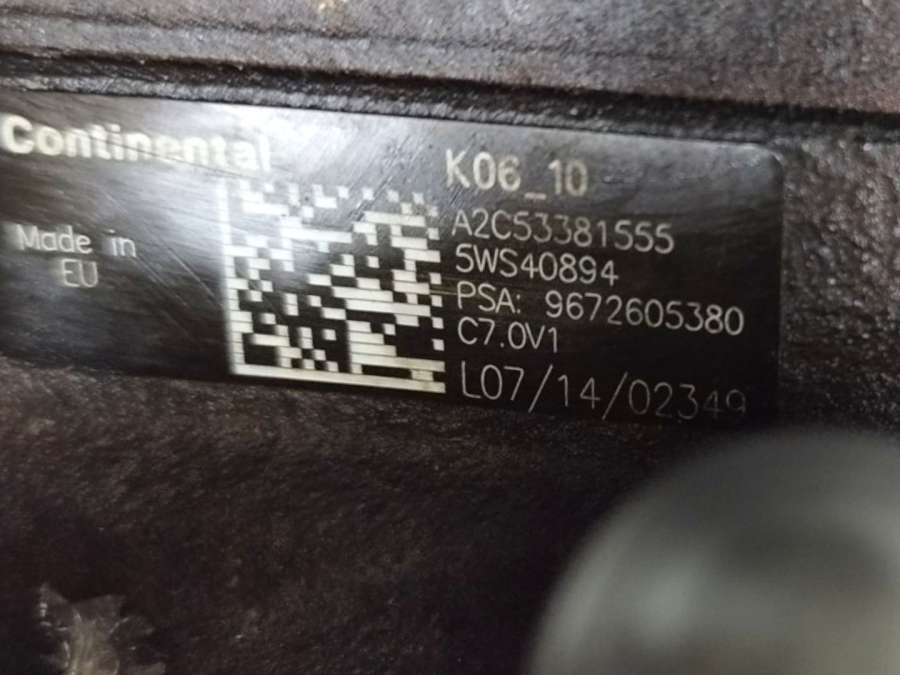 Continental
Made in
EU
K06_10
A2C53381555
5WS40894
PSA: 9672605380
C7.0V1
L07/14/02349